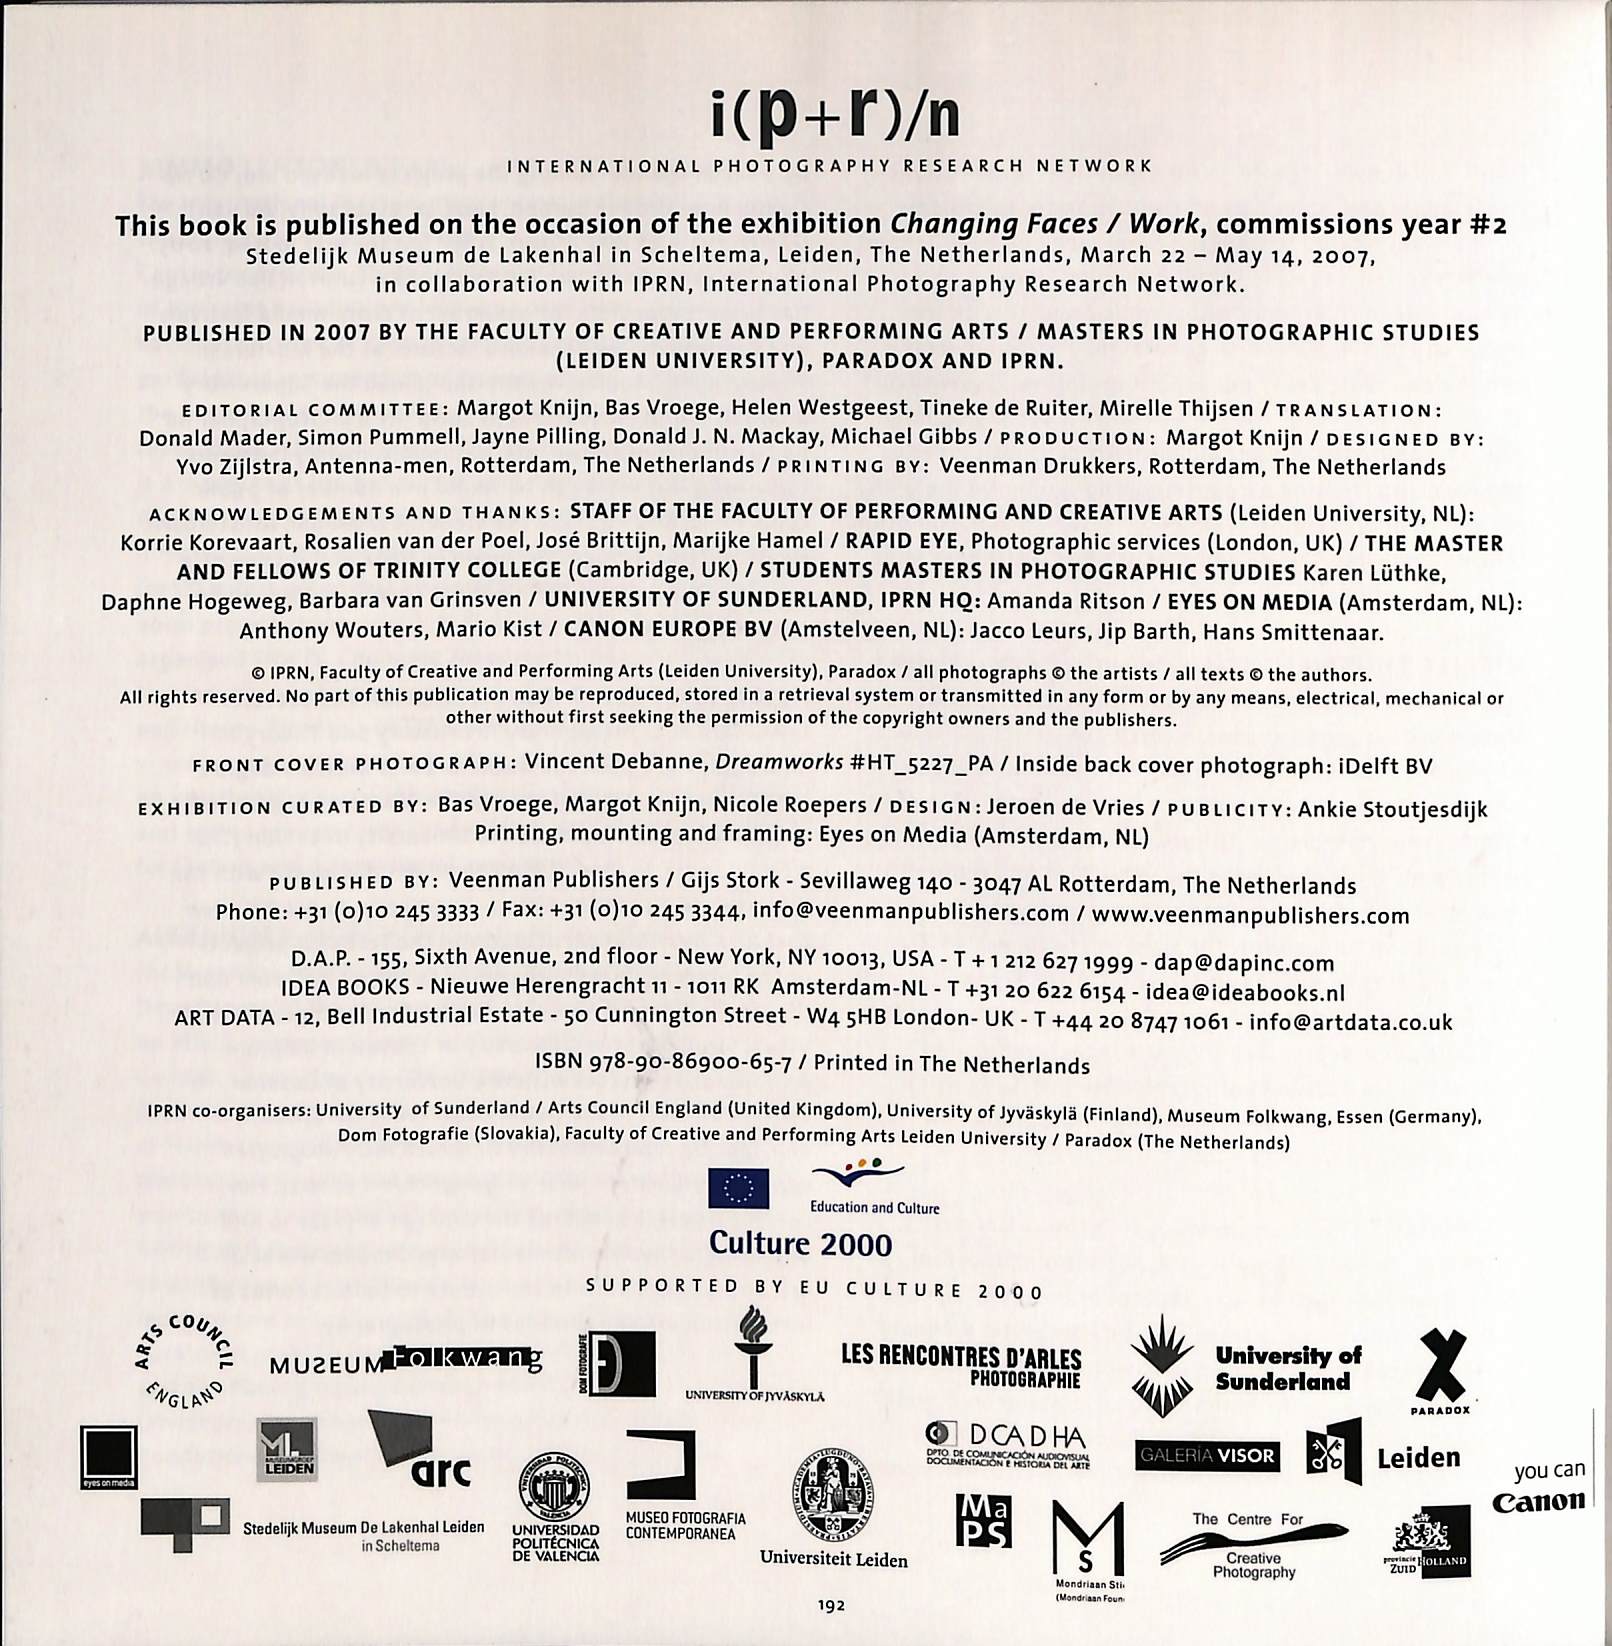 i(p+r)/n
INTERNATIONAL PHOTOGRAPHY RESEARCH NETWORK
This book is published on the occasion of the exhibition Changing Faces / Work, commissions year #2
Stedelijk Museum de Lakenhal in Scheltema, Leiden, The Netherlands, March 22 – May 14, 2007,
in collaboration with IPRN, International Photography Research Network.
PUBLISHED IN 2007 BY THE FACULTY OF CREATIVE AND PERFORMING ARTS / MASTERS IN PHOTOGRAPHIC STUDIES
(LEIDEN UNIVERSITY), PARADOX AND IPRN.
EDITORIAL COMMITTEE: Margot Knijn, Bas Vroege, Helen Westgeest, Tineke de Ruiter, Mirelle Thijsen / TRANSLATION:
Donald Mader, Simon Pummell, Jayne Pilling, Donald J. N. Mackay, Michael Gibbs / PRODUCTION: Margot Knijn / DESIGNED BY:
Yvo Zijlstra, Antenna-men, Rotterdam, The Netherlands / PRINTING BY: Veenman Drukkers, Rotterdam, The Netherlands
ACKNOWLEDGEMENTS AND THANKS: STAFF OF THE FACULTY OF PERFORMING AND CREATIVE ARTS (Leiden University, NL):
Korrie Korevaart, Rosalien van der Poel, José Brittijn, Marijke Hamel / RAPID EYE, Photographic services (London, UK) / THE MASTER
AND FELLOWS OF TRINITY COLLEGE (Cambridge, UK) / STUDENTS MASTERS IN PHOTOGRAPHIC STUDIES Karen Lüthke,
Daphne Hogeweg, Barbara van Grinsven / UNIVERSITY OF SUNDERLAND, IPRN HQ: Amanda Ritson / EYES ON MEDIA (Amsterdam, NL):
Anthony Wouters, Mario Kist / CANON EUROPE BV (Amstelveen, NL): Jacco Leurs, Jip Barth, Hans Smittenaar.
© IPRN, Faculty of Creative and Performing Arts (Leiden University), Paradox / all photographs © the artists / all texts © the authors.
All rights reserved. No part of this publication may be reproduced, stored in a retrieval system or transmitted in any form or by any means, electrical, mechanical or
other without first seeking the permission of the copyright owners and the publishers.
FRONT COVER PHOTOGRAPH: Vincent Debanne, Dreamworks #HT_5227_PA / Inside back cover photograph: iDelft BV
EXHIBITION CURATED BY: Bas Vroege, Margot Knijn, Nicole Roepers / DESIGN: Jeroen de Vries / PUBLICITY: Ankie Stoutjesdijk
Printing, mounting and framing: Eyes on Media (Amsterdam, NL)
PUBLISHED BY: Veenman Publishers / Gijs Stork - Sevillaweg 140 - 3047 AL Rotterdam, The Netherlands
Phone: +31 (0)10 245 3333 / Fax: +31 (0)10 245 3344, info@veenmanpublishers.com / www.veenmanpublishers.com
D.A.P. - 155, Sixth Avenue, 2nd floor - New York, NY 10013, USA - T + 1 212 627 1999 - dap@dapinc.com
IDEA BOOKS - Nieuwe Herengracht 11 - 1011 RK Amsterdam-NL - T +31 20 622 6154 - idea@ideabooks.nl
ART DATA - 12, Bell Industrial Estate - 50 Cunnington Street - W4 5HB London- UK - T +44 20 8747 1061 - info@artdata.co.uk
ISBN 978-90-86900-65-7 / Printed in The Netherlands
IPRN co-organisers: University of Sunderland / Arts Council England (United Kingdom), University of Jyväskylä (Finland), Museum Folkwang, Essen (Germany),
Dom Fotografie (Slovakia), Faculty of Creative and Performing Arts Leiden University / Paradox (The Netherlands)
Education and Culture
Culture 2000
SUPPORTED BY EU CULTURE 2000
ARTS COUNCIL ENGLAND
MUSEUM Folkwang
DOM FOTOGRAFIE
UNIVERSITY OF JYVÄSKYLÄ
LES RENCONTRES D'ARLES
PHOTOGRAPHIE
University of
Sunderland
PARADOX
eyes on media
ML
MUSEUMGROEP
LEIDEN
arc
UNIVERSIDAD
POLITÉCNICA
DE VALENCIA
MUSEO FOTOGRAFIA
CONTEMPORANEA
Universiteit Leiden
DCADHA
DPTO. DE COMUNICACIÓN AUDIOVISUAL
DOCUMENTACIÓN E HISTORIA DEL ARTE
GALERÍA VISOR
Leiden
you can
Canon
Stedelijk Museum De Lakenhal Leiden
in Scheltema
MaPS
MS
Mondriaan Sti
(Mondriaan Foun
The Centre For
Creative
Photography
provincie HOLLAND
ZUID
192